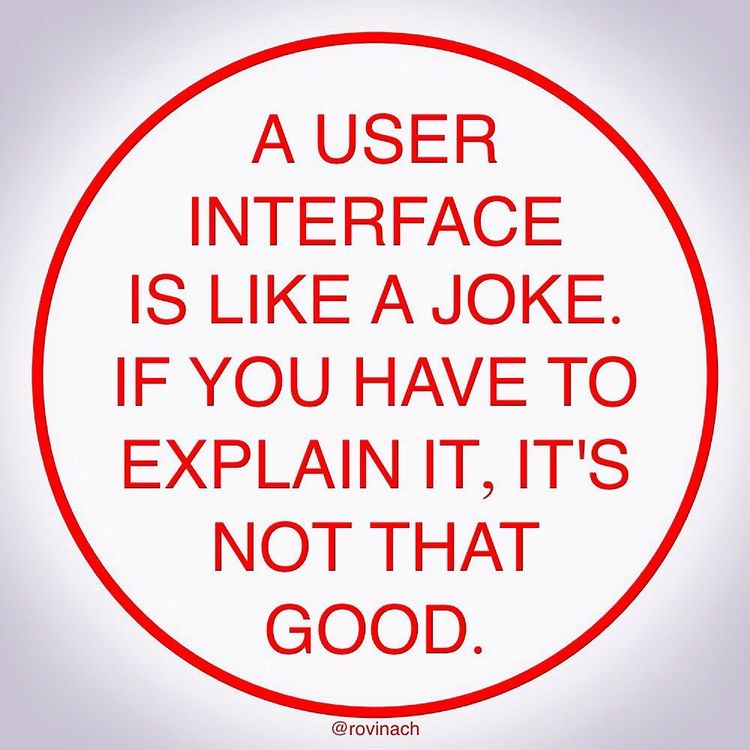 A USER
INTERFACE
IS LIKE A JOKE.
IF YOU HAVE TO
EXPLAIN IT, IT'S
NOT THAT
GOOD.
@rovinach